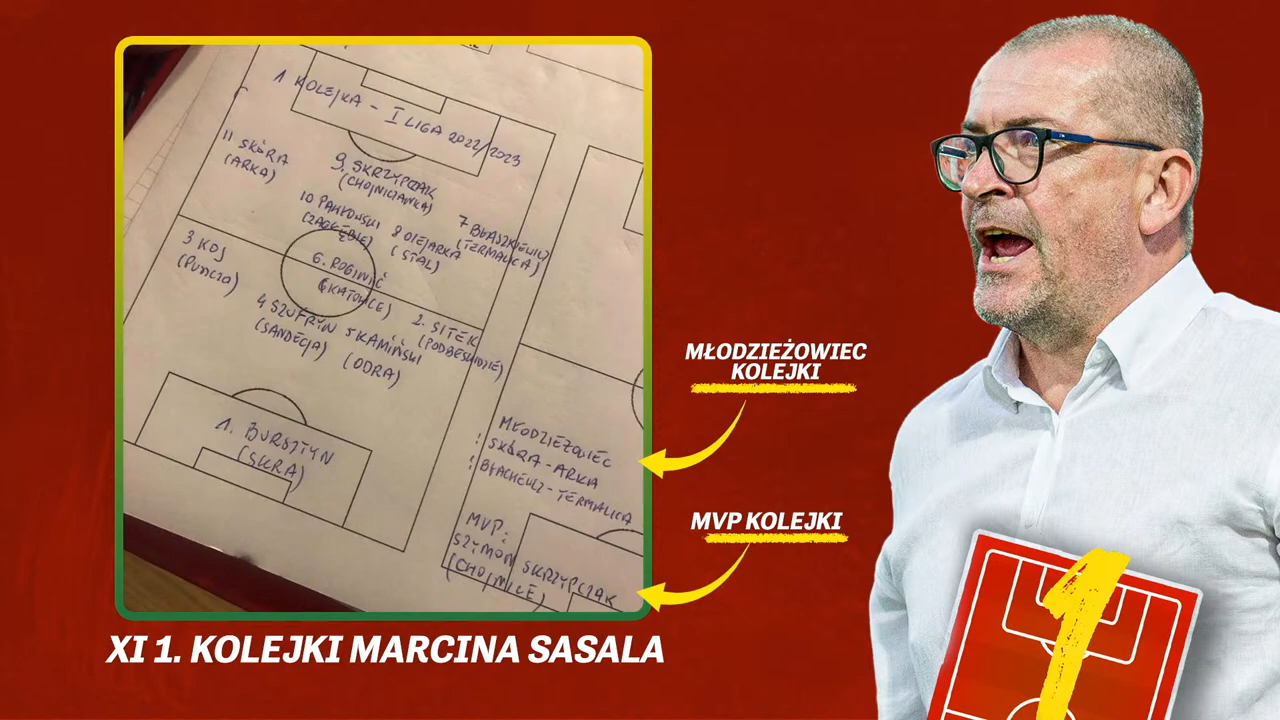 1 KOLEJKA - I LIGA 2022/2023
11 SKÓRA
(ARKA)
9. SKRZYPCZAK
(CHOJNICZANKA)
10 PAWŁOWSKI
(ZAGŁĘBIE)
8 OLEJARKA
(STAL)
7 BŁASZKIEWICZ
(TERMALICA)
3 KOJ
(PUSZCZA)
6. ROGINIĆ
(KATOWICE)
4 SZUFRYN
(SANDECJA)
5 KAMIŃSKI
(ODRA)
2. SITEK
(PODBESKIDZIE)
1. BURSZTYN
(SKRA)
MŁODZIEŻOWIEC
! SKÓRA - ARKA
! BŁACHEWICZ - TERMALICA
MVP:
SZYMON SKRZYPCZAK
(CHOJNICE)
MŁODZIEŻOWIEC
KOLEJKI
MVP KOLEJKI
XI 1. KOLEJKI MARCINA SASALA
1